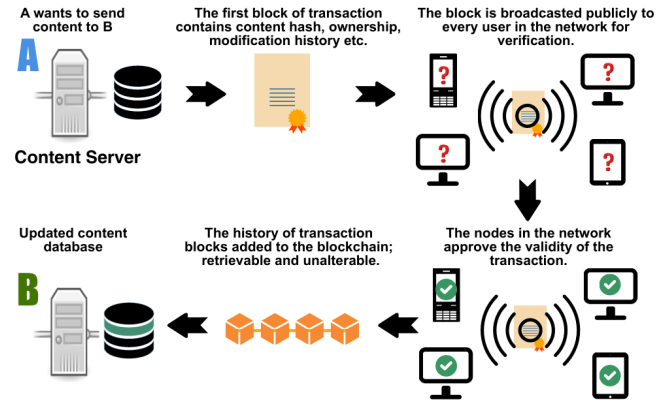 A wants to send
content to B
A
Content Server
The first block of transaction
contains content hash, ownership,
modification history etc.
The block is broadcasted publicly to
every user in the network for
verification.
?
?
?
?
The nodes in the network
approve the validity of the
transaction.
The history of transaction
blocks added to the blockchain;
retrievable and unalterable.
Updated content
database
B